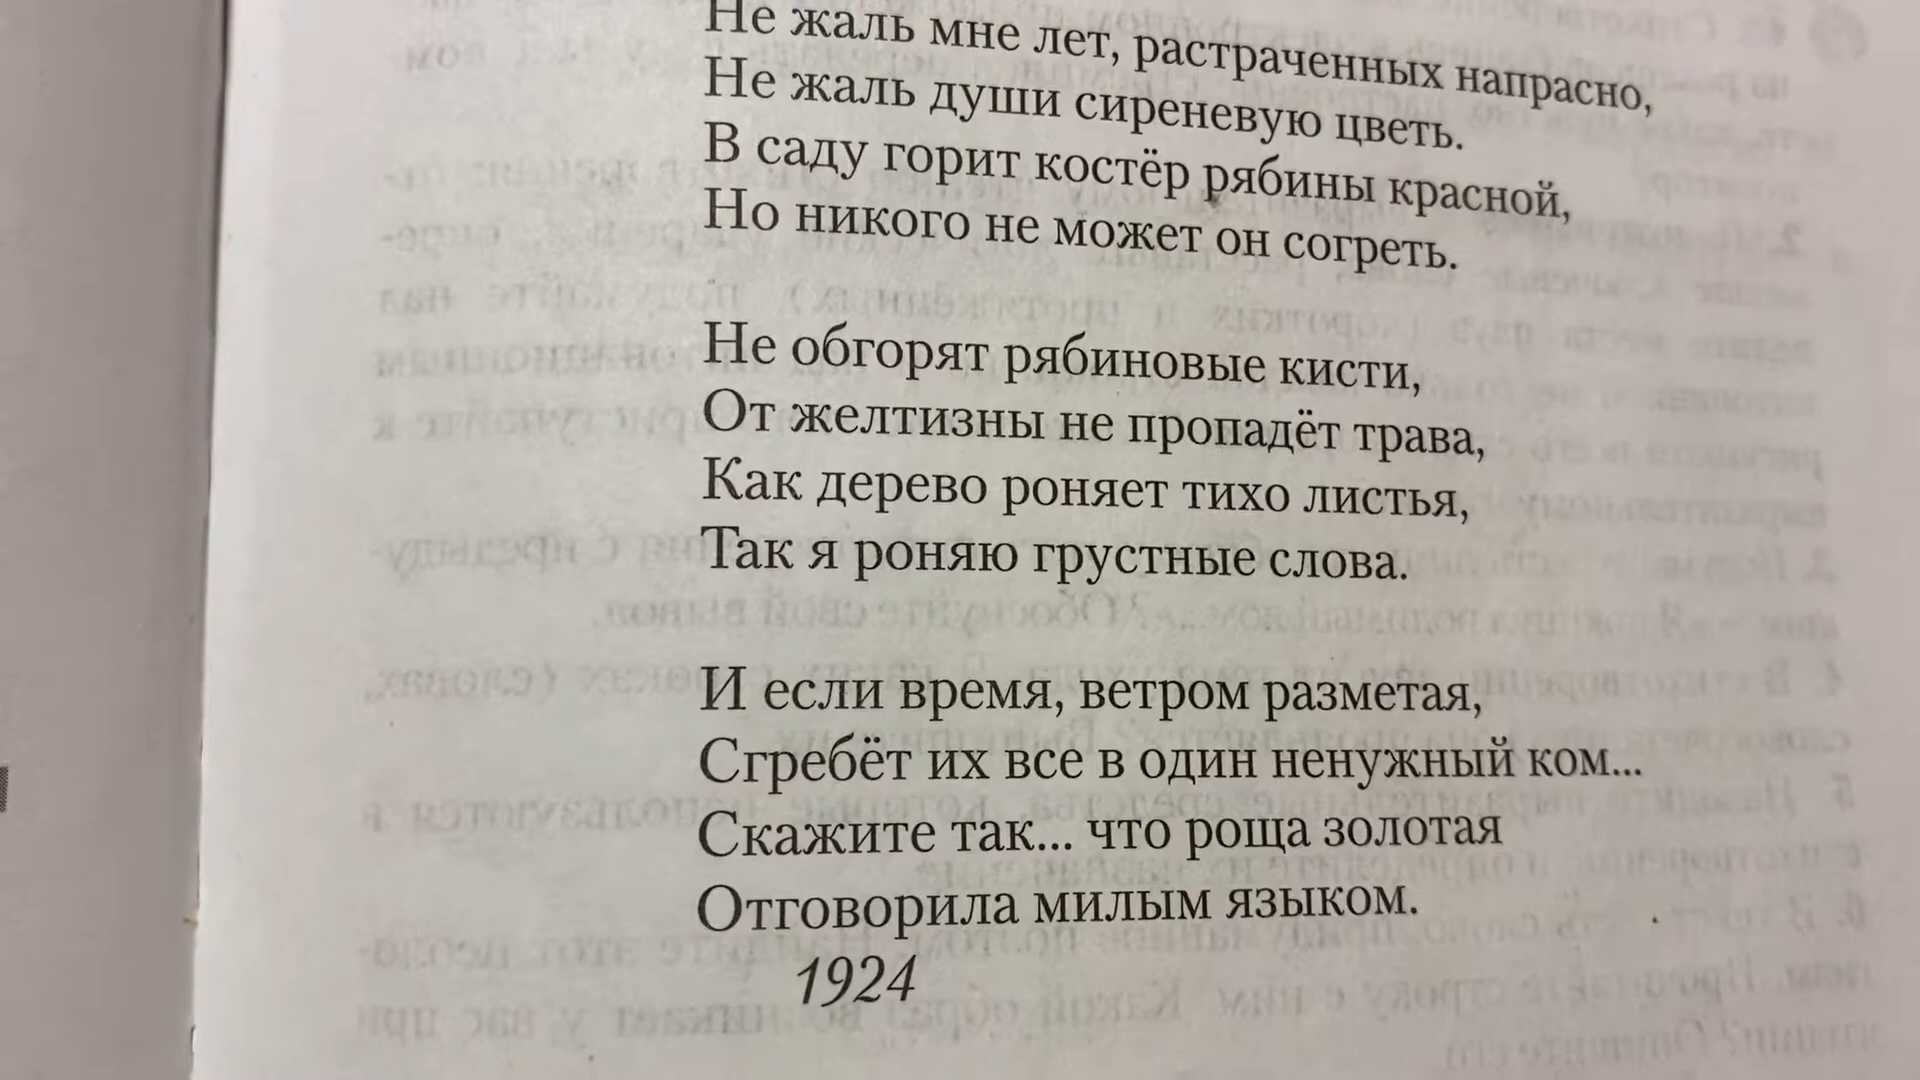 Не жаль мне лет, растраченных напрасно,
Не жаль души сиреневую цветь.
В саду горит костёр рябины красной,
Но никого не может он согреть.
Не обгорят рябиновые кисти,
От желтизны не пропадёт трава,
Как дерево роняет тихо листья,
Так я роняю грустные слова.
И если время, ветром разметая,
Сгребёт их все в один ненужный ком...
Скажите так... что роща золотая
Отговорила милым языком.
1924